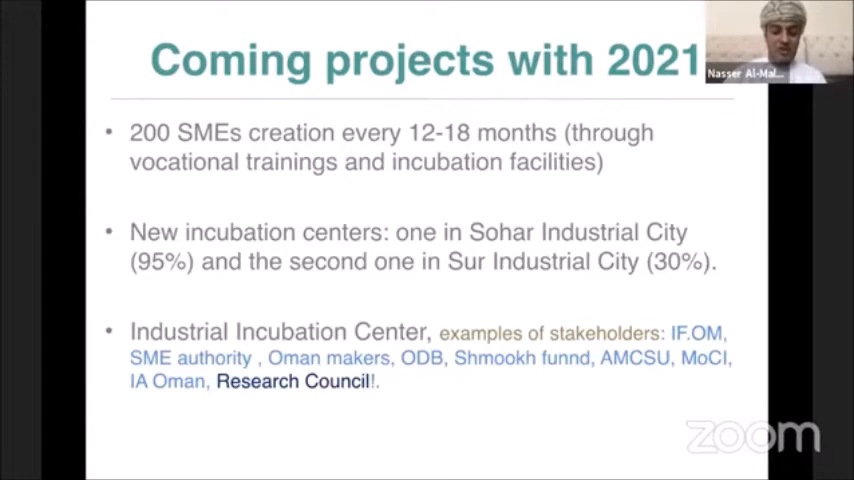 Coming projects with 2021
Nasser Al-Mal...
• 200 SMEs creation every 12-18 months (through
vocational trainings and incubation facilities)
• New incubation centers: one in Sohar Industrial City
(95%) and the second one in Sur Industrial City (30%).
• Industrial Incubation Center, examples of stakeholders: IF.OM,
SME authority , Oman makers, ODB, Shmookh funnd, AMCSU, MoCI,
IA Oman, Research Council!.
zoom